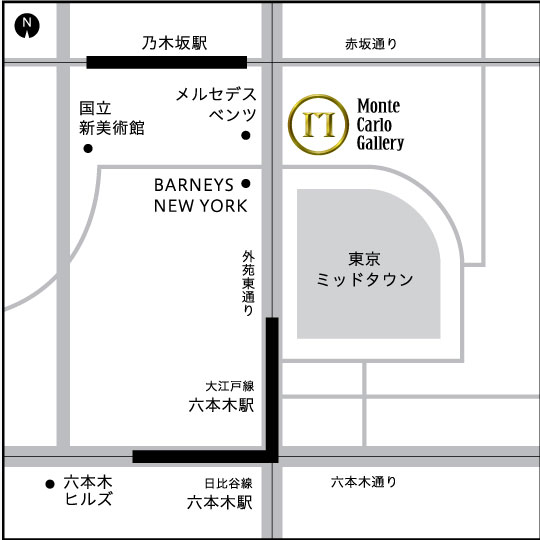 N
乃木坂駅
赤坂通り
メルセデス
ベンツ
国立
新美術館
Monte
Carlo
Gallery
BARNEYS
NEW YORK
外苑東通り
東京
ミッドタウン
大江戸線
六本木駅
六本木
ヒルズ
日比谷線
六本木駅
六本木通り